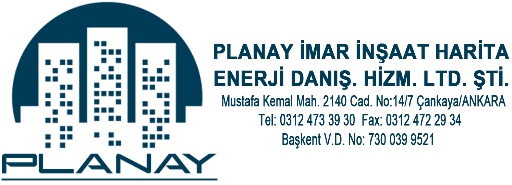 PLANAY
PLANAY İMAR İNŞAAT HARİTA
ENERJİ DANIŞ. HİZM. LTD. ŞTİ.
Mustafa Kemal Mah. 2140 Cad. No:14/7 Çankaya/ANKARA
Tel: 0312 473 39 30 Fax: 0312 472 29 34
Başkent V.D. No: 730 039 9521